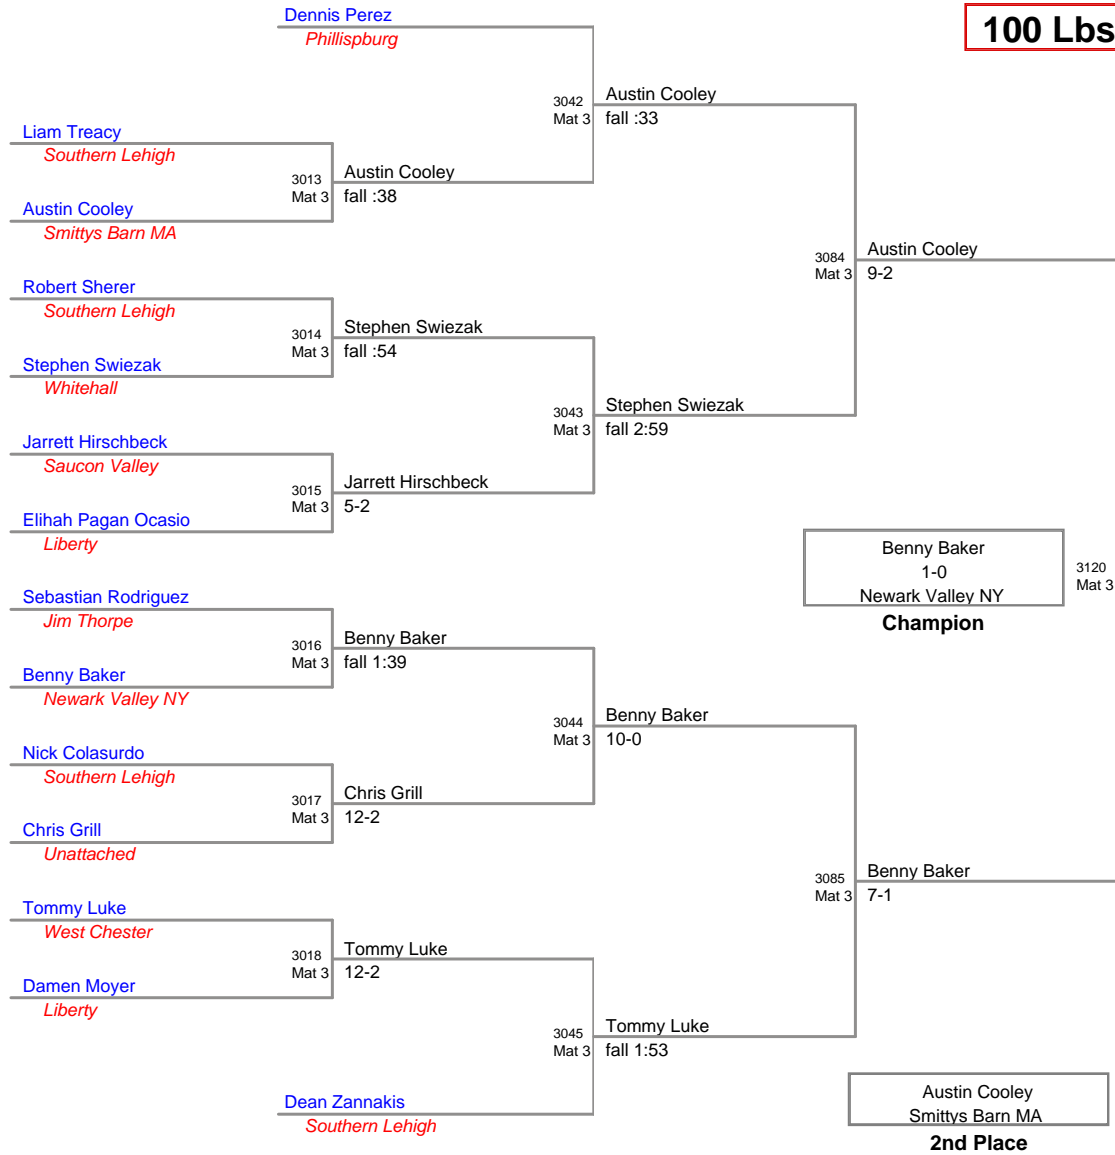 Dennis Perez
Phillispburg
100 Lbs
3042
Mat 3
Austin Cooley
fall :33
Liam Treacy
Southern Lehigh
3013
Mat 3
Austin Cooley
fall :38
Austin Cooley
Smittys Barn MA
3084
Mat 3
Austin Cooley
9-2
Robert Sherer
Southern Lehigh
3014
Mat 3
Stephen Swiezak
fall :54
Stephen Swiezak
Whitehall
3043
Mat 3
Stephen Swiezak
fall 2:59
Jarrett Hirschbeck
Saucon Valley
3015
Mat 3
Jarrett Hirschbeck
5-2
Elihah Pagan Ocasio
Liberty
Benny Baker
1-0
Newark Valley NY
3120
Mat 3
Champion
Sebastian Rodriguez
Jim Thorpe
3016
Mat 3
Benny Baker
fall 1:39
Benny Baker
Newark Valley NY
3044
Mat 3
Benny Baker
10-0
Nick Colasurdo
Southern Lehigh
3017
Mat 3
Chris Grill
12-2
Chris Grill
Unattached
3085
Mat 3
Benny Baker
7-1
Tommy Luke
West Chester
3018
Mat 3
Tommy Luke
12-2
Damen Moyer
Liberty
3045
Mat 3
Tommy Luke
fall 1:53
Dean Zannakis
Southern Lehigh
Austin Cooley
Smittys Barn MA
2nd Place